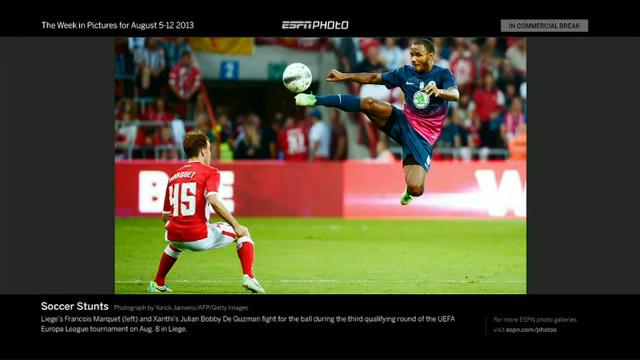 The Week in Pictures for August 5-12 2013
ESPN PHOTO
IN COMMERCIAL BREAK
2
MARQUET
45
Soccer Stunts Photograph by Yorick Jansens/AFP/Getty Images
Liege's Francois Marquet (left) and Xanthi's Julian Bobby De Guzman fight for the ball during the third qualifying round of the UEFA
Europa League tournament on Aug. 8 in Liege.
For more ESPN photo galleries
visit espn.com/photos